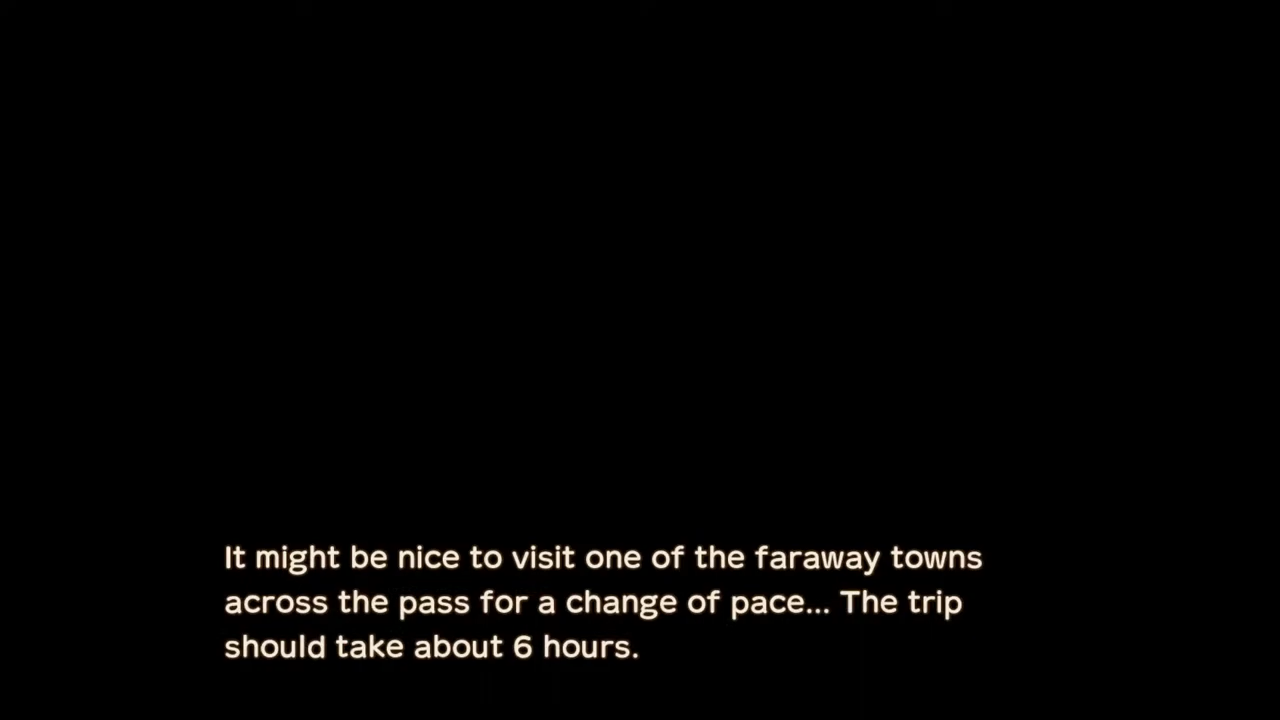 It might be nice to visit one of the faraway towns
across the pass for a change of pace... The trip
should take about 6 hours.